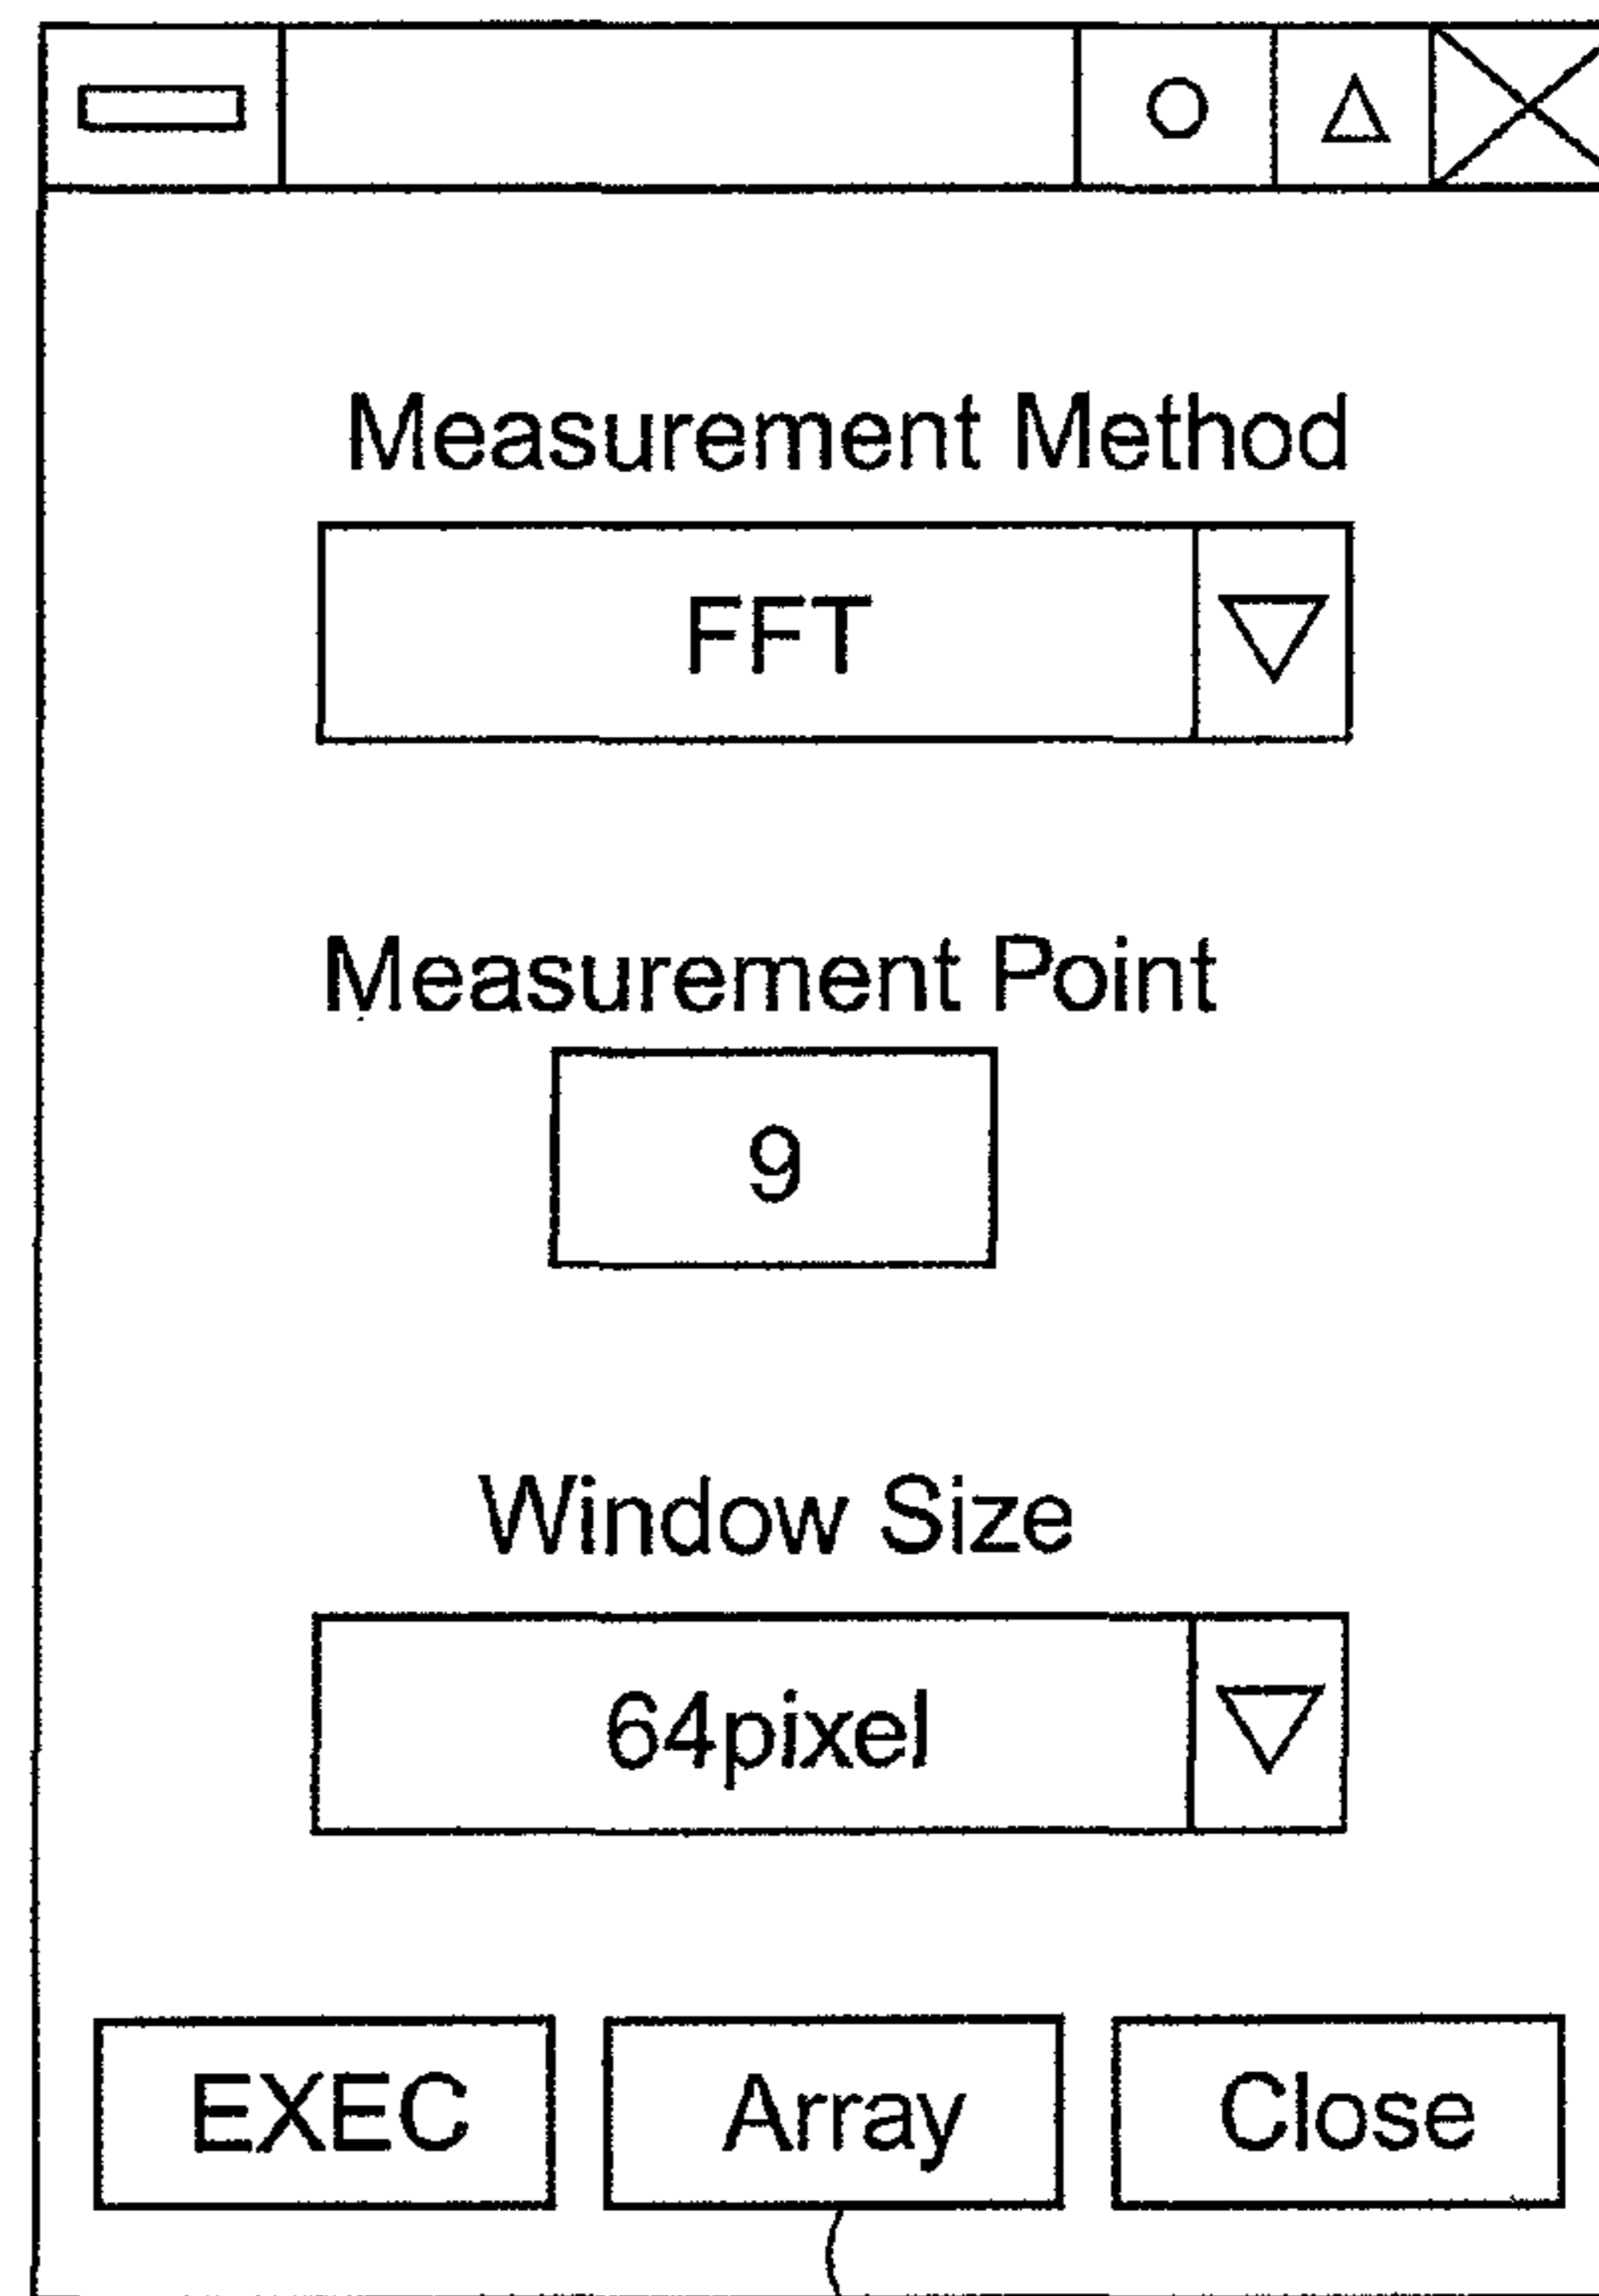 Measurement Method
FFT
Measurement Point
9
Window Size
64pixel
EXEC Array Close